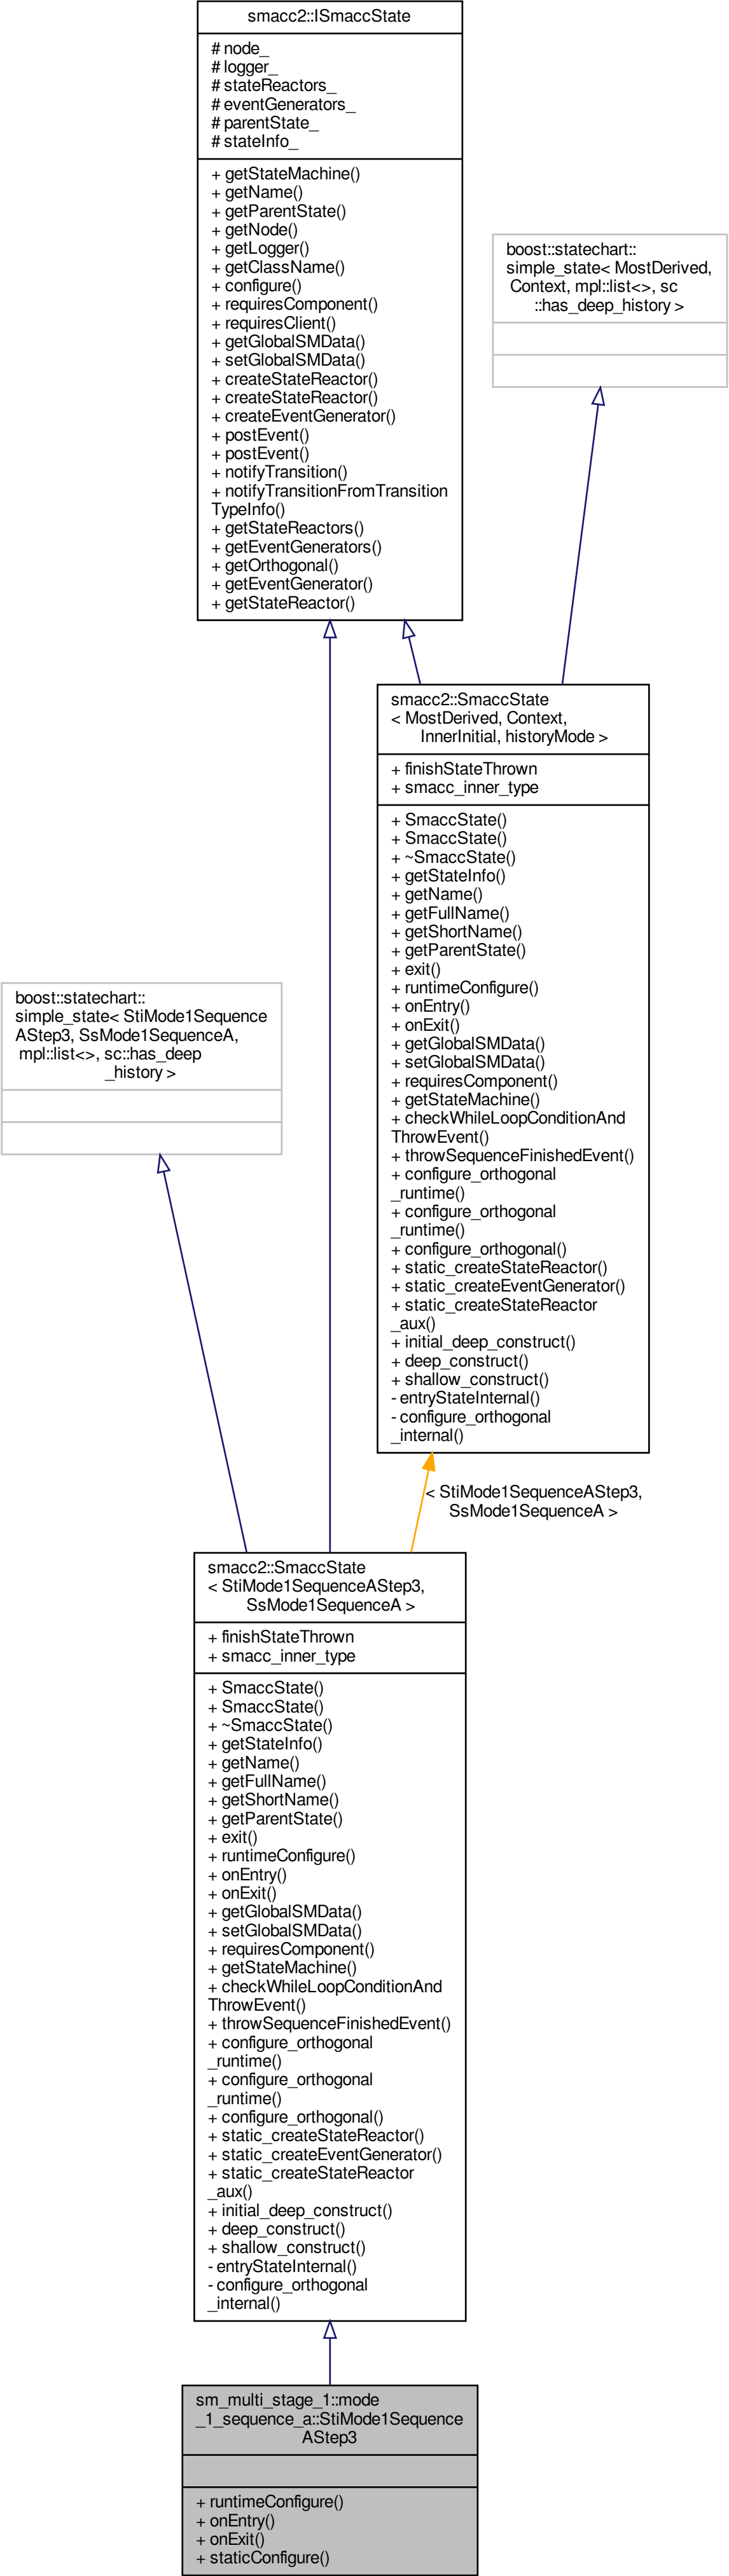 smacc2::ISmaccState
# node_
# logger_
# stateReactors_
# eventGenerators_
# parentState_
# stateInfo_
+ getStateMachine()
+ getName()
+ getParentState()
+ getNode()
+ getLogger()
+ getClassName()
+ configure()
+ requiresComponent()
+ requiresClient()
+ getGlobalSMData()
+ setGlobalSMData()
+ createStateReactor()
+ createStateReactor()
+ createEventGenerator()
+ postEvent()
+ postEvent()
+ notifyTransition()
+ notifyTransitionFromTransition
TypeInfo()
+ getStateReactors()
+ getEventGenerators()
+ getOrthogonal()
+ getEventGenerator()
+ getStateReactor()
boost::statechart::
simple_state< MostDerived,
Context, mpl::list<>, sc
::has_deep_history >
smacc2::SmaccState
< MostDerived, Context,
InnerInitial, historyMode >
+ finishStateThrown
+ smacc_inner_type
+ SmaccState()
+ SmaccState()
+ ~SmaccState()
+ getStateInfo()
+ getName()
+ getFullName()
+ getShortName()
+ getParentState()
+ exit()
+ runtimeConfigure()
+ onEntry()
+ onExit()
+ getGlobalSMData()
+ setGlobalSMData()
+ requiresComponent()
+ getStateMachine()
+ checkWhileLoopConditionAnd
ThrowEvent()
+ throwSequenceFinishedEvent()
+ configure_orthogonal
_runtime()
+ configure_orthogonal
_runtime()
+ configure_orthogonal()
+ static_createStateReactor()
+ static_createEventGenerator()
+ static_createStateReactor
_aux()
+ initial_deep_construct()
+ deep_construct()
+ shallow_construct()
- entryStateInternal()
- configure_orthogonal
_internal()
boost::statechart::
simple_state< StiMode1Sequence
AStep3, SsMode1SequenceA,
mpl::list<>, sc::has_deep
_history >
< StiMode1SequenceAStep3,
SsMode1SequenceA >
smacc2::SmaccState
< StiMode1SequenceAStep3,
SsMode1SequenceA >
+ finishStateThrown
+ smacc_inner_type
+ SmaccState()
+ SmaccState()
+ ~SmaccState()
+ getStateInfo()
+ getName()
+ getFullName()
+ getShortName()
+ getParentState()
+ exit()
+ runtimeConfigure()
+ onEntry()
+ onExit()
+ getGlobalSMData()
+ setGlobalSMData()
+ requiresComponent()
+ getStateMachine()
+ checkWhileLoopConditionAnd
ThrowEvent()
+ throwSequenceFinishedEvent()
+ configure_orthogonal
_runtime()
+ configure_orthogonal
_runtime()
+ configure_orthogonal()
+ static_createStateReactor()
+ static_createEventGenerator()
+ static_createStateReactor
_aux()
+ initial_deep_construct()
+ deep_construct()
+ shallow_construct()
- entryStateInternal()
- configure_orthogonal
_internal()
sm_multi_stage_1::mode
_1_sequence_a::StiMode1Sequence
AStep3
+ runtimeConfigure()
+ onEntry()
+ onExit()
+ staticConfigure()